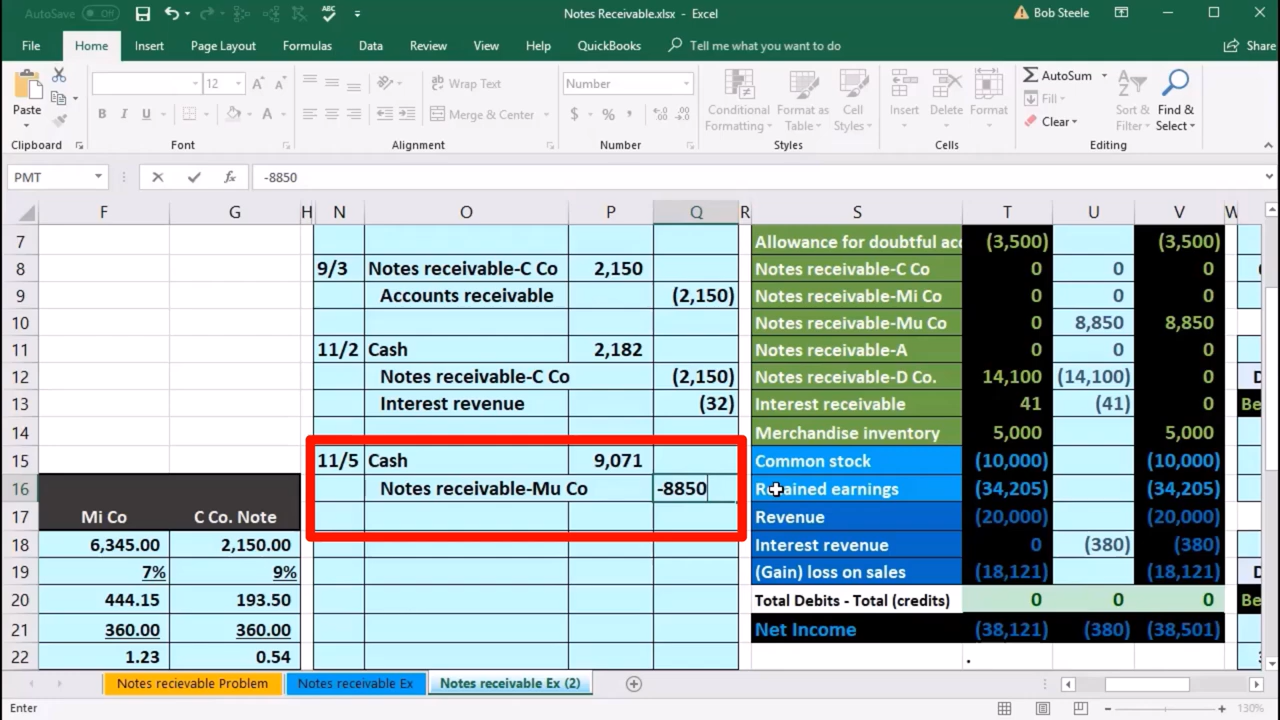 AutoSave Off Notes Receivable.xlsx - Excel Bob Steele
File Home Insert Page Layout Formulas Data Review View Help QuickBooks Tell me what you want to do Share
Paste 12 Wrap Text Number AutoSum
B I U Merge & Center $ % Conditional Formatting Format as Table Cell Styles Insert Delete Format Fill Clear Sort & Filter Find & Select
Clipboard Font Alignment Number Styles Cells Editing
PMT fx -8850
F G H N O P Q R S T U V W
7 Allowance for doubtful acc (3,500) (3,500)
8 9/3 Notes receivable-C Co 2,150 Notes receivable-C Co 0 0 0
9 Accounts receivable (2,150) Notes receivable-Mi Co 0 0 0
10 Notes receivable-Mu Co 0 8,850 8,850
11 11/2 Cash 2,182 Notes receivable-A 0 0 0
12 Notes receivable-C Co (2,150) Notes receivable-D Co. 14,100 (14,100) 0 D
13 Interest revenue (32) Interest receivable 41 (41) 0 Be
14 Merchandise inventory 5,000 5,000
15 11/5 Cash 9,071 Common stock (10,000) (10,000)
16 Notes receivable-Mu Co -8850 Retained earnings (34,205) (34,205)
17 Mi Co C Co. Note Revenue (20,000) (20,000)
18 6,345.00 2,150.00 Interest revenue 0 (380) (380)
19 7% 9% (Gain) loss on sales (18,121) (18,121) D
20 444.15 193.50 Total Debits - Total (credits) 0 0 0 Be
21 360.00 360.00 Net Income (38,121) (380) (38,501)
22 1.23 0.54 .
Notes recievable Problem Notes receivable Ex Notes receivable Ex (2)
Enter 130%